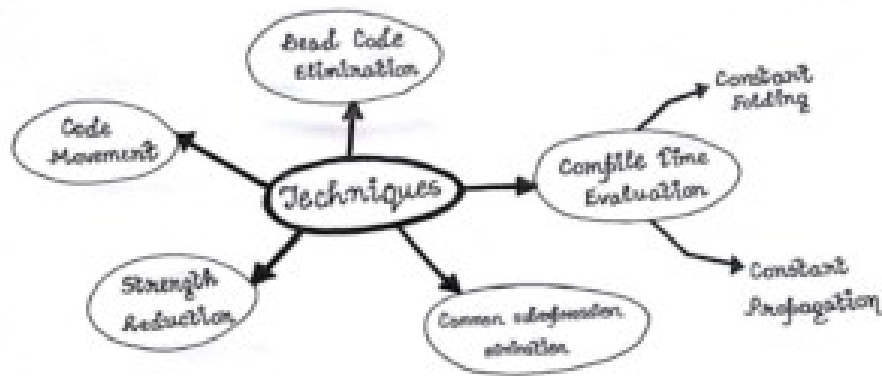 Dead Code
Elimination
Constant
Folding
Code
Movement
Techniques
Compile Time
Evaluation
Strength
Reduction
Common subexpression
elimination
Constant
Propagation